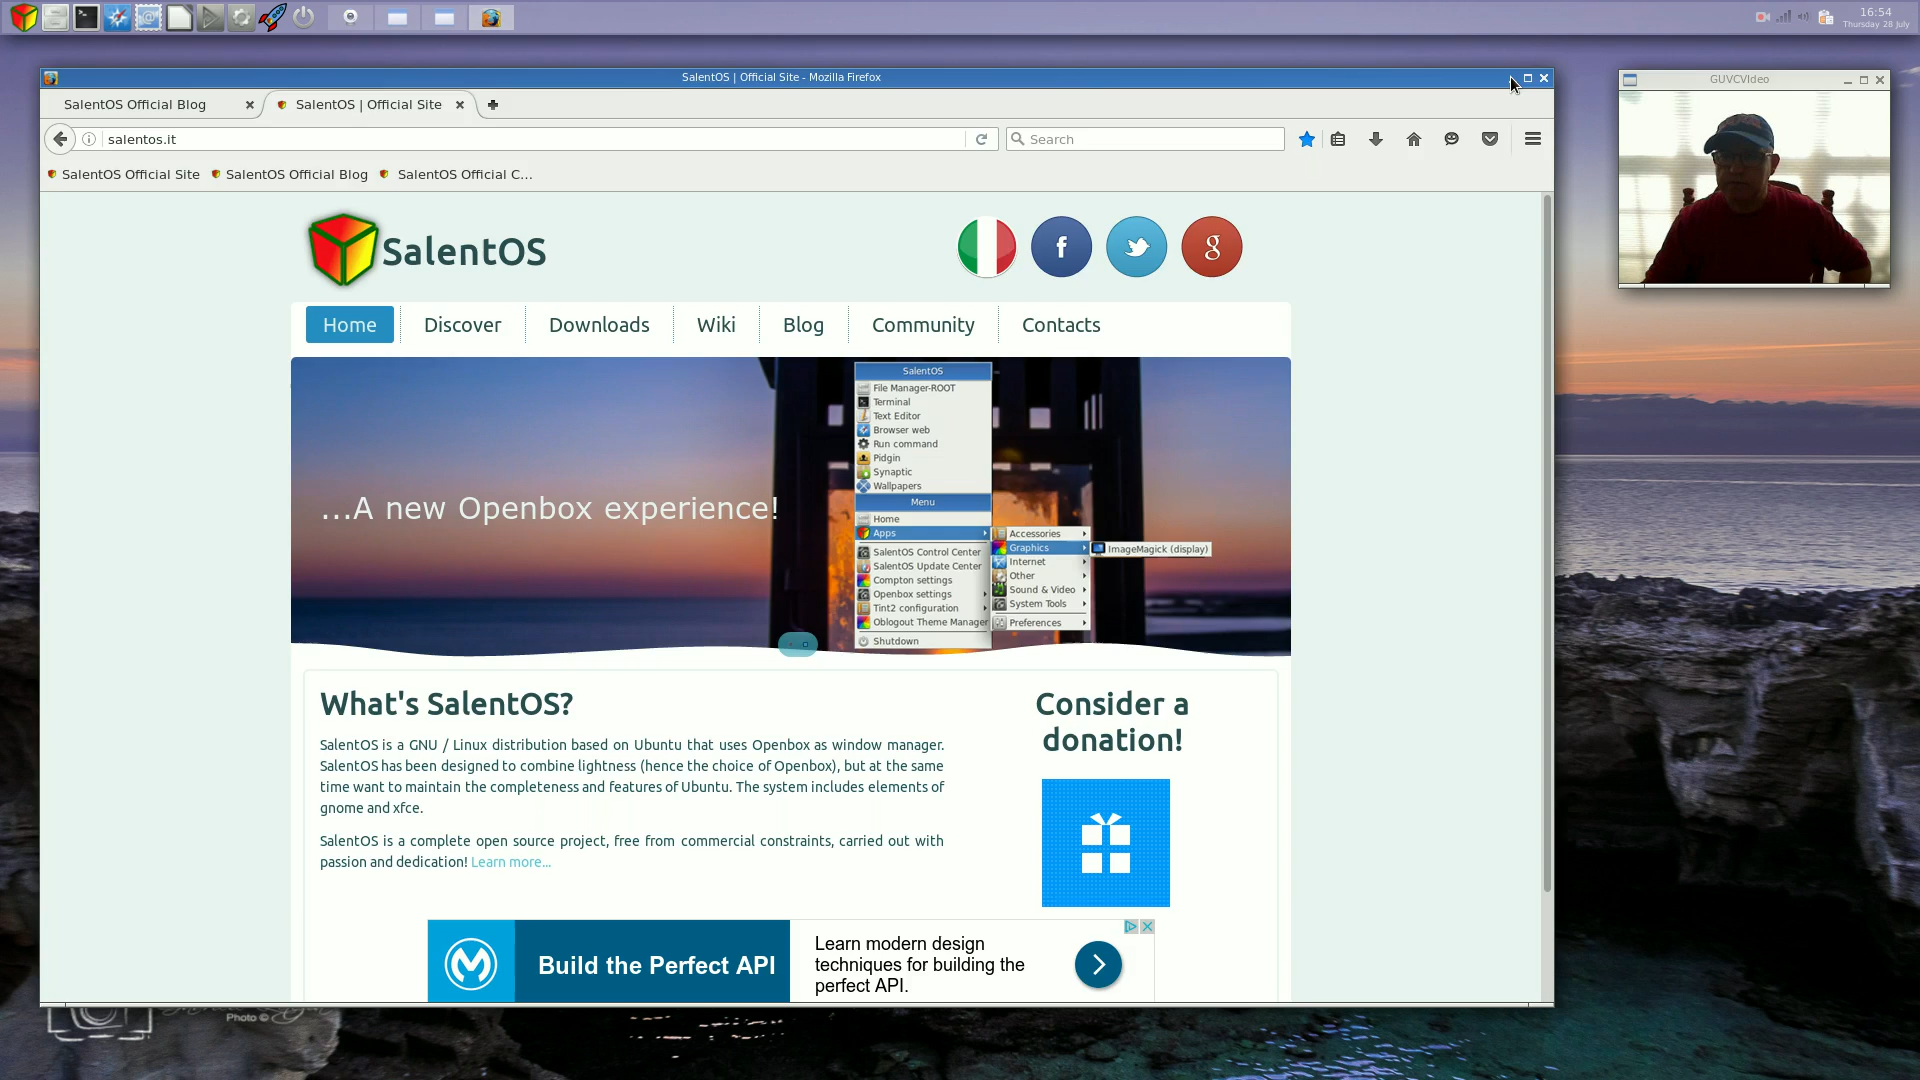 16:54
Thursday 28 July
SalentOS | Official Site - Mozilla Firefox
GUVCVideo
SalentOS Official Blog
SalentOS | Official Site
salentos.it
Search
SalentOS Official Site
SalentOS Official Blog
SalentOS Official C...
SalentOS
f
g
Home
Discover
Downloads
Wiki
Blog
Community
Contacts
...A new Openbox experience!
SalentOS
File Manager-ROOT
Terminal
Text Editor
Browser web
Run command
Pidgin
Synaptic
Wallpapers
Menu
Home
Apps
SalentOS Control Center
SalentOS Update Center
Compton settings
Openbox settings
Tint2 configuration
Oblogout Theme Manager
Shutdown
Accessories
Graphics
Internet
Other
Sound & Video
System Tools
Preferences
ImageMagick (display)
What's SalentOS?
SalentOS is a GNU / Linux distribution based on Ubuntu that uses Openbox as window manager.
SalentOS has been designed to combine lightness (hence the choice of Openbox), but at the same
time want to maintain the completeness and features of Ubuntu. The system includes elements of
gnome and xfce.
SalentOS is a complete open source project, free from commercial constraints, carried out with
passion and dedication! Learn more...
Consider a
donation!
Build the Perfect API
Learn modern design
techniques for building the
perfect API.
Photo ©